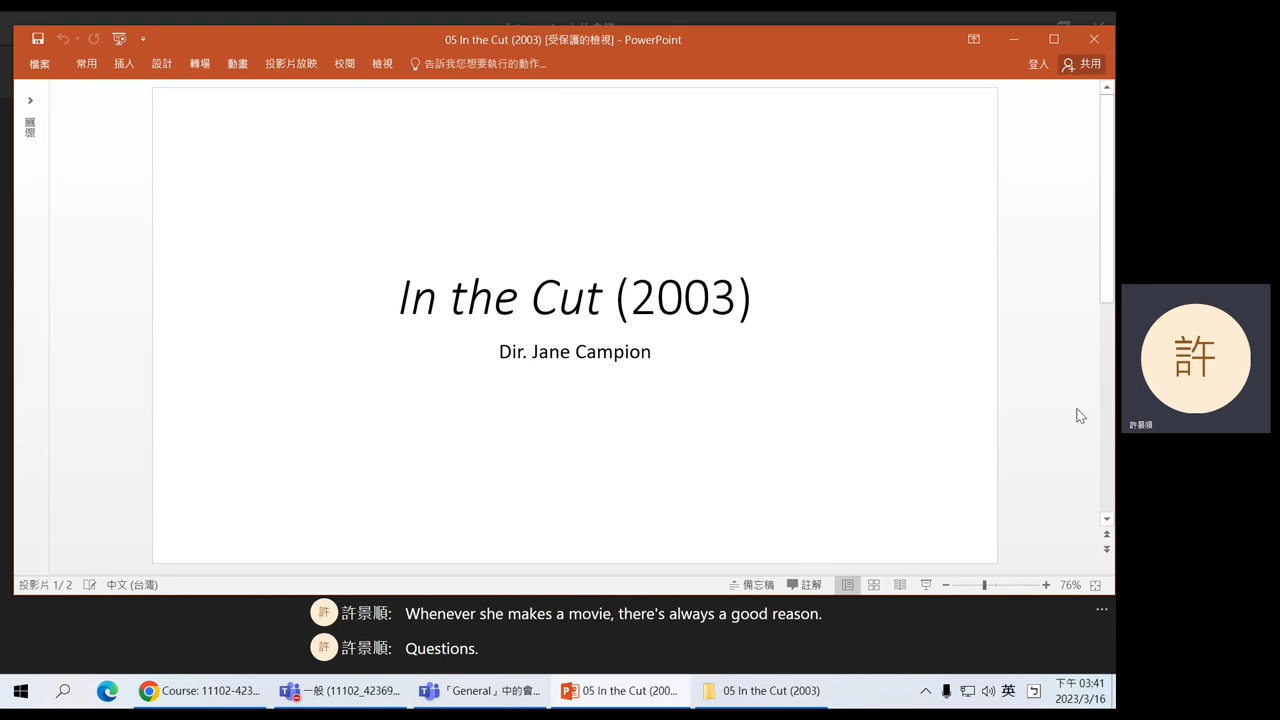 05 In the Cut (2003) [受保護的檢視] - PowerPoint
檔案 常用 插入 設計 轉場 動畫 投影片放映 校閱 檢視 告訴我您想要執行的動作... 登入 共用
縮圖
In the Cut (2003)
Dir. Jane Campion
許
許景順
投影片 1/ 2 中文 (台灣) 備忘稿 註解 76%
許 許景順: Whenever she makes a movie, there's always a good reason.
許 許景順: Questions.
Course: 11102-423... 一般 (11102_42369... 「General」中的會... 05 In the Cut (200... 05 In the Cut (2003) 英 下午 03:41
2023/3/16